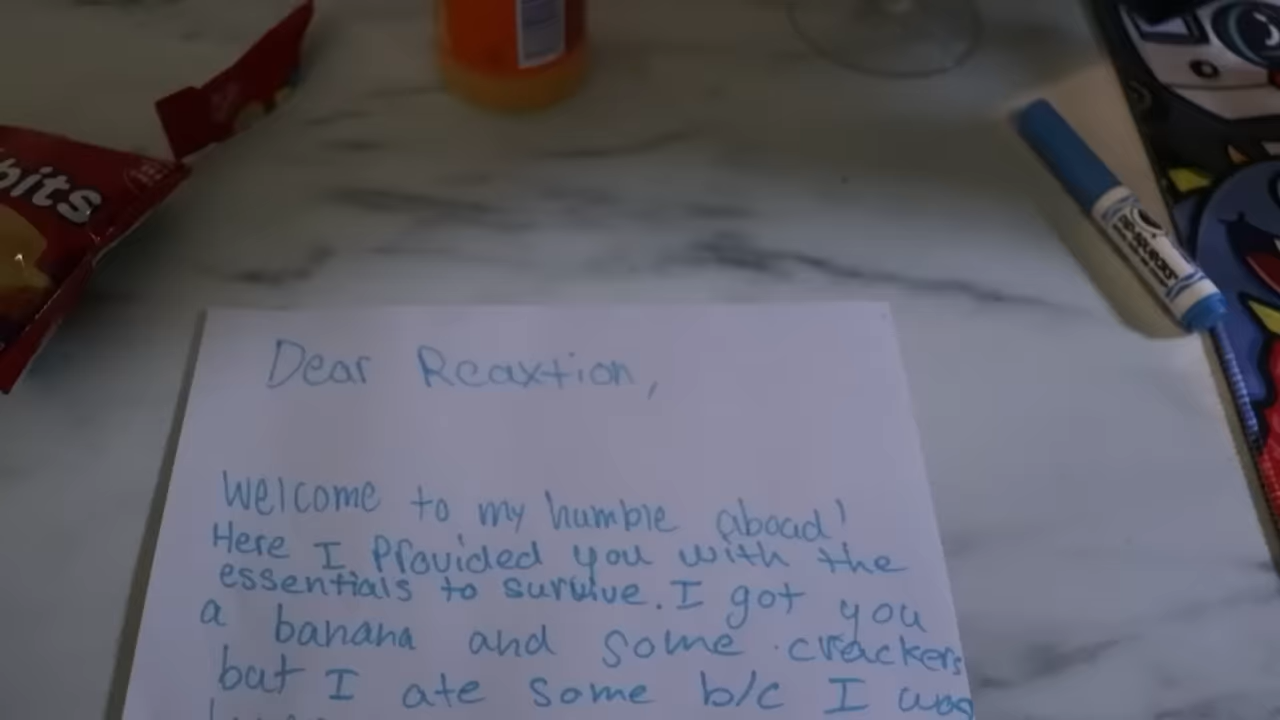 bits
Dear Reaxtion,
Welcome to my humble aboad!
Here I Provided you with the
essentials to survive. I got you
a banana and some crackers
but I ate some b/c I was